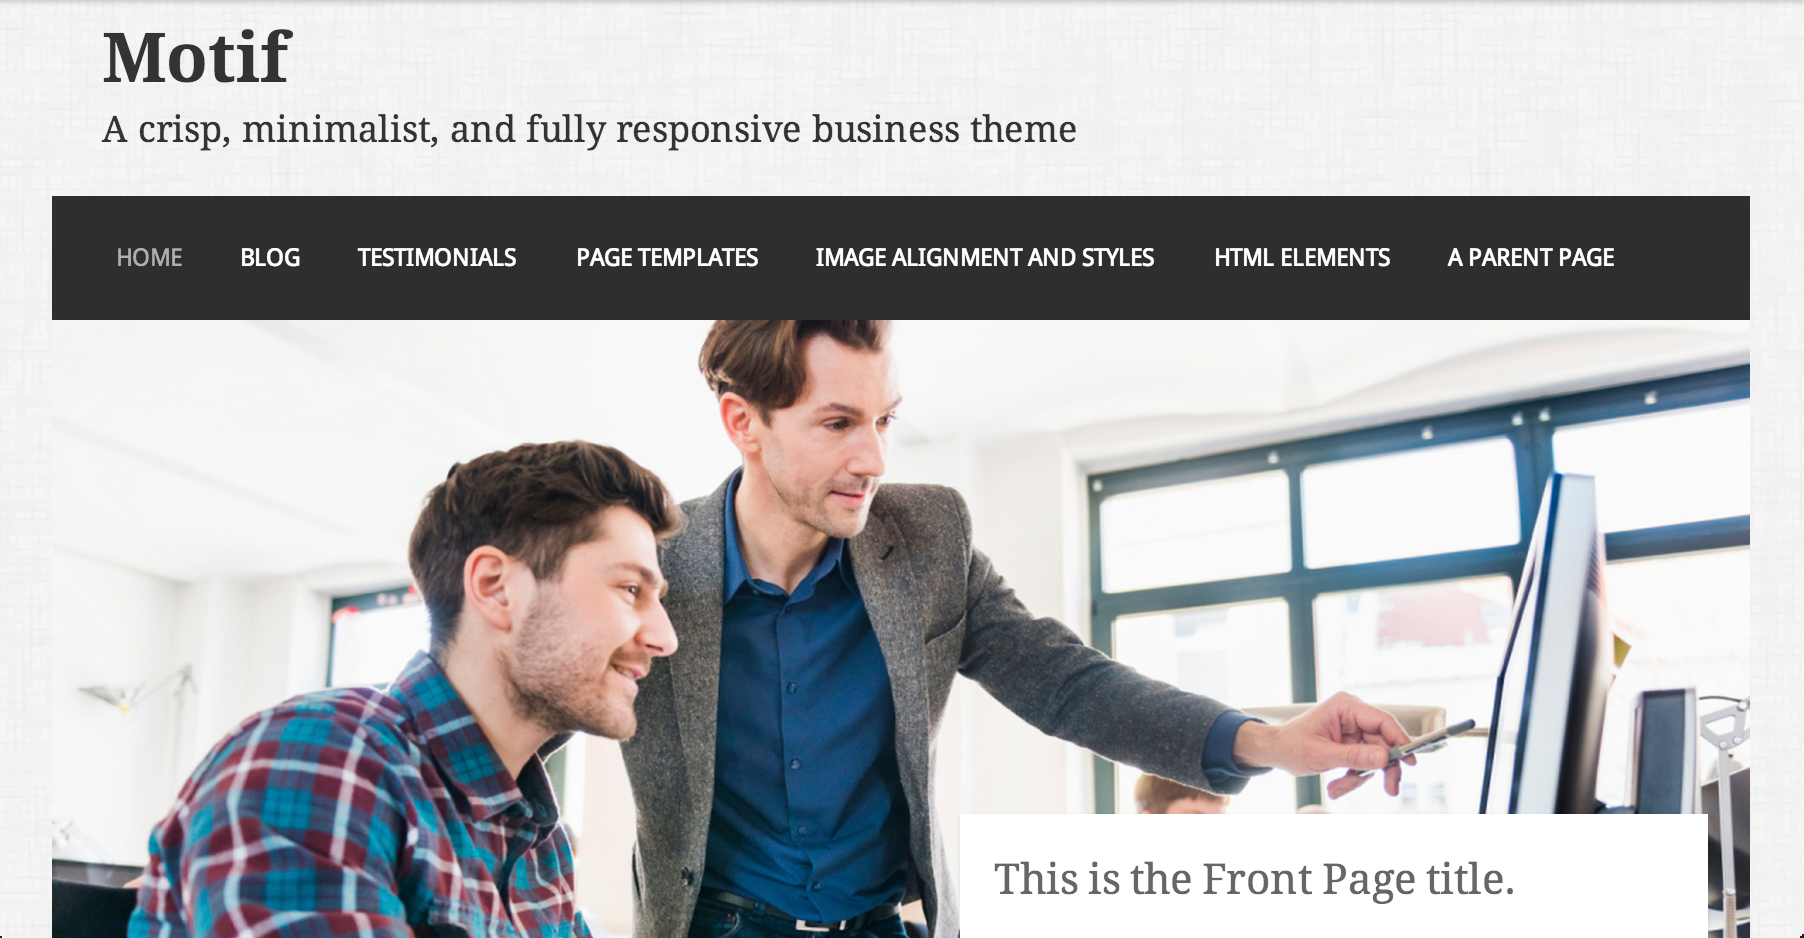 Motif
A crisp, minimalist, and fully responsive business theme
HOME BLOG TESTIMONIALS PAGE TEMPLATES IMAGE ALIGNMENT AND STYLES HTML ELEMENTS A PARENT PAGE
This is the Front Page title.